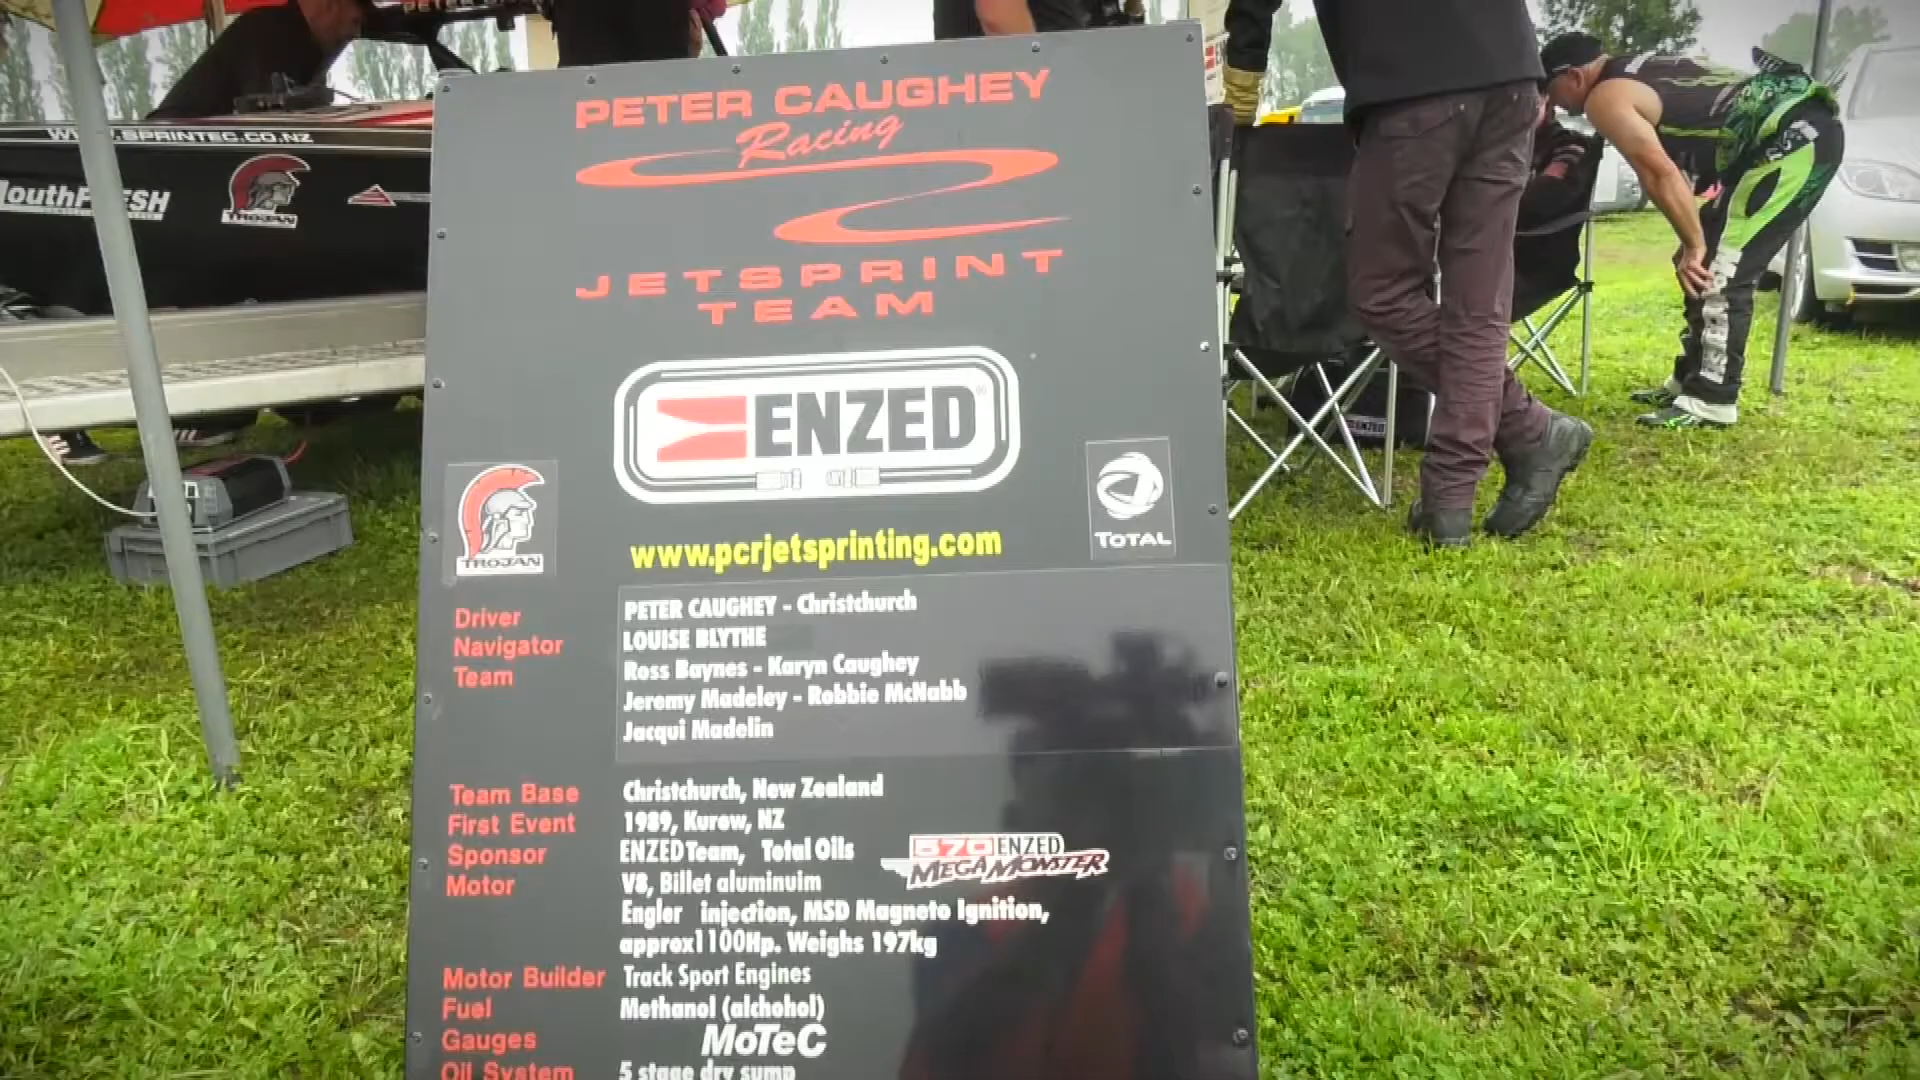 WWW.SPRINTEC.CO.NZ
TROJAN
PETER CAUGHEY
Racing
JETSPRINT
TEAM
ENZED
TROJAN
TOTAL
www.pcrjetsprinting.com
Driver PETER CAUGHEY - Christchurch
Navigator LOUISE BLYTHE
Team Ross Baynes - Karyn Caughey
Jeremy Madeley - Robbie McNabb
Jacqui Madelin
Team Base Christchurch, New Zealand
First Event 1989, Kurow, NZ
Sponsor ENZED Team, Total Oils
570 ENZED
MEGAMONSTER
Motor V8, Billet aluminuim
Engler injection, MSD Magneto Ignition,
approx1100Hp. Weighs 197kg
Motor Builder Track Sport Engines
Fuel Methanol (alchohol)
Gauges MoTeC
Oil System 5 stage dry sump
ENZED